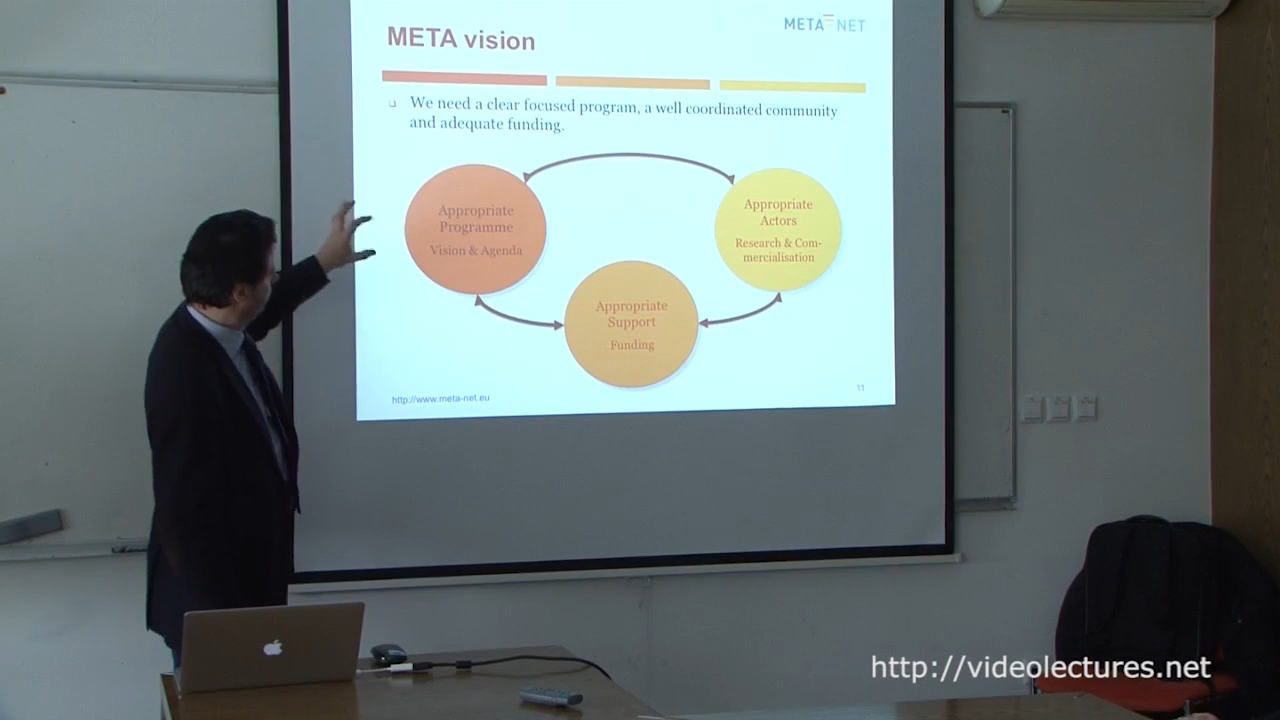 META NET
META vision
We need a clear focused program, a well coordinated community
and adequate funding.
Appropriate
Programme
Vision & Agenda
Appropriate
Actors
Research & Com-
mercialisation
Appropriate
Support
Funding
http://www.meta-net.eu
11
http://videolectures.net